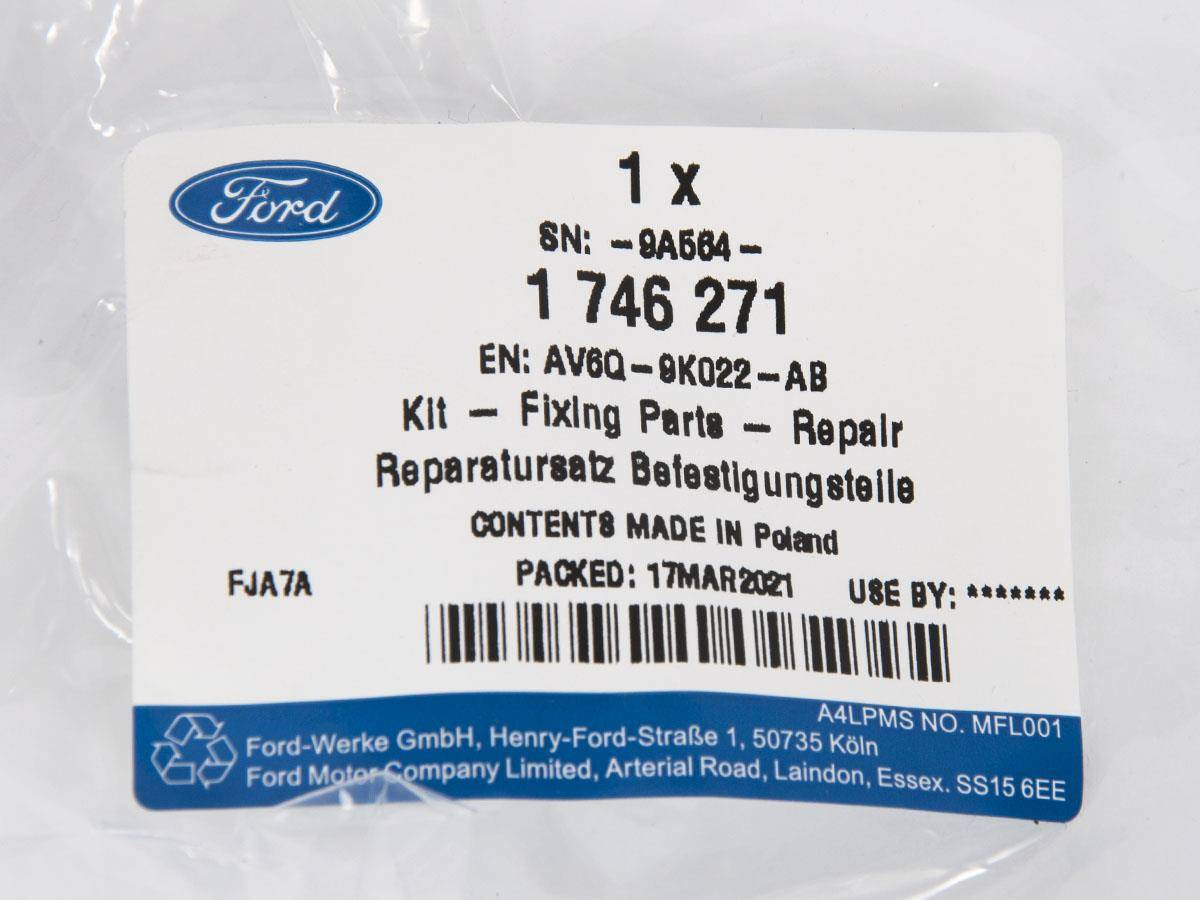 Ford
1 x
SN: -9A564-
1 746 271
EN: AV6Q-9K022-AB
Kit - Fixing Parts - Repair
Reparatursatz Befestigungsteile
CONTENTS MADE IN Poland
FJA7A PACKED: 17MAR2021 USE BY: *******
A4LPMS NO. MFL001
Ford-Werke GmbH, Henry-Ford-Straße 1, 50735 Köln
Ford Motor Company Limited, Arterial Road, Laindon, Essex. SS15 6EE